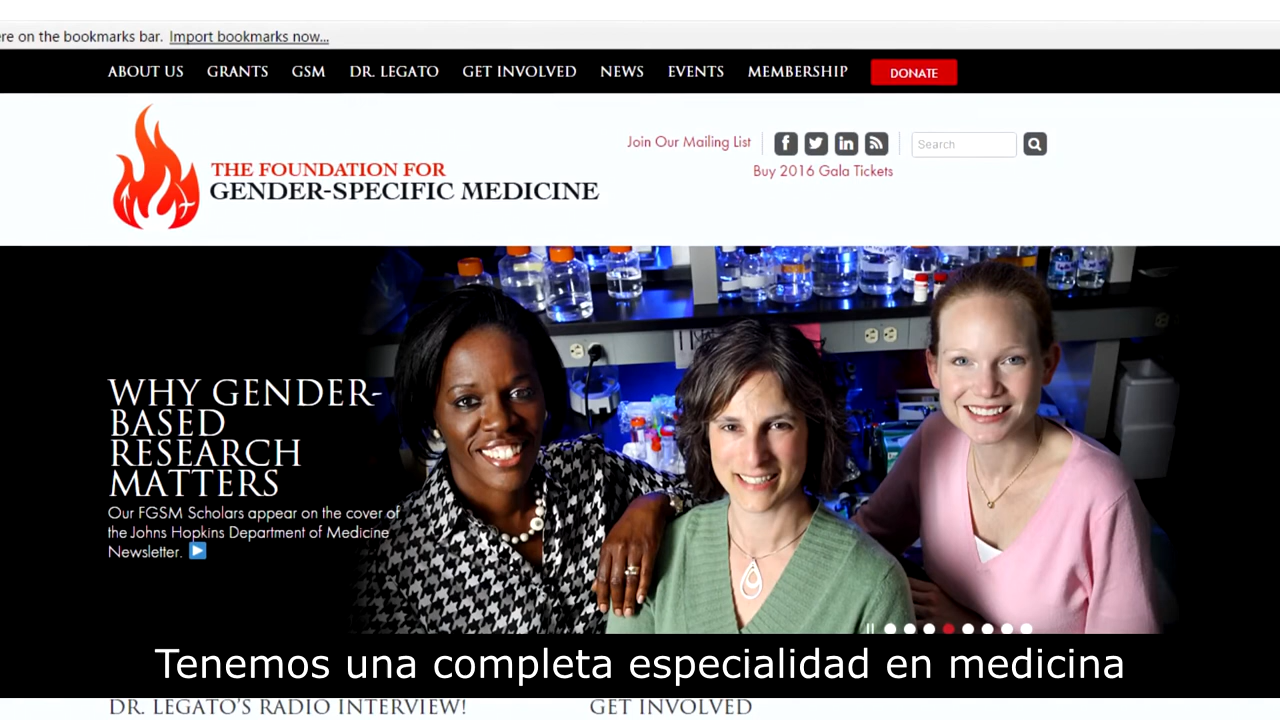 re on the bookmarks bar. Import bookmarks now...
ABOUT US GRANTS GSM DR. LEGATO GET INVOLVED NEWS EVENTS MEMBERSHIP DONATE
Join Our Mailing List
Search
Buy 2016 Gala Tickets
THE FOUNDATION FOR
GENDER-SPECIFIC MEDICINE
WHY GENDER-
BASED
RESEARCH
MATTERS
Our FGSM Scholars appear on the cover of
the Johns Hopkins Department of Medicine
Newsletter.
Tenemos una completa especialidad en medicina
DR. LEGATO'S RADIO INTERVIEW! GET INVOLVED